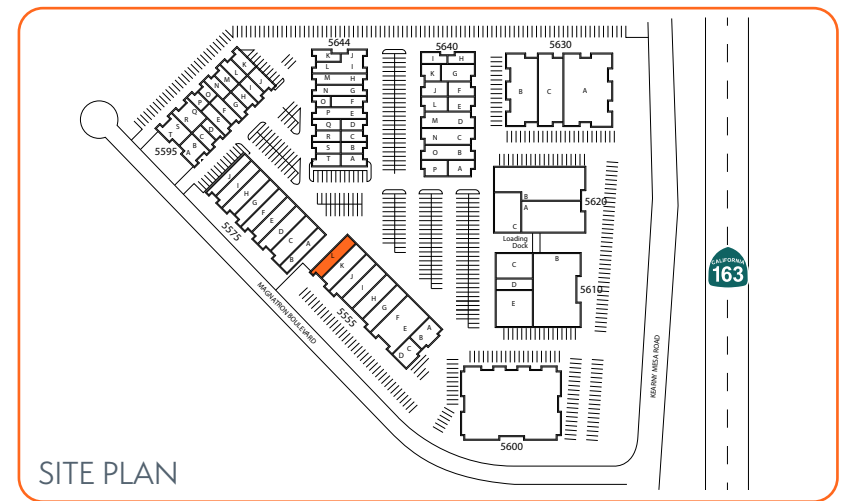 5644
K J
L I
M H
N G
O F
P E
Q D
R C
S B
T A
5640
I H
K G
J F
L E
M D
N C
O B
P A
5630
B C A
5595
K
L J
M I
N H
O G
P F
Q E
R D
S C
T B
A
5575
J
I
H
G
F
E
D
C A
B
5555
L
K
J
I
H
G
F
E A
B
C
D
5620
B
A
C
Loading
Dock
5610
C B
D
E
5600
MAGNATRON BOULEVARD
KEARNY MESA ROAD
CALIFORNIA
163
SITE PLAN